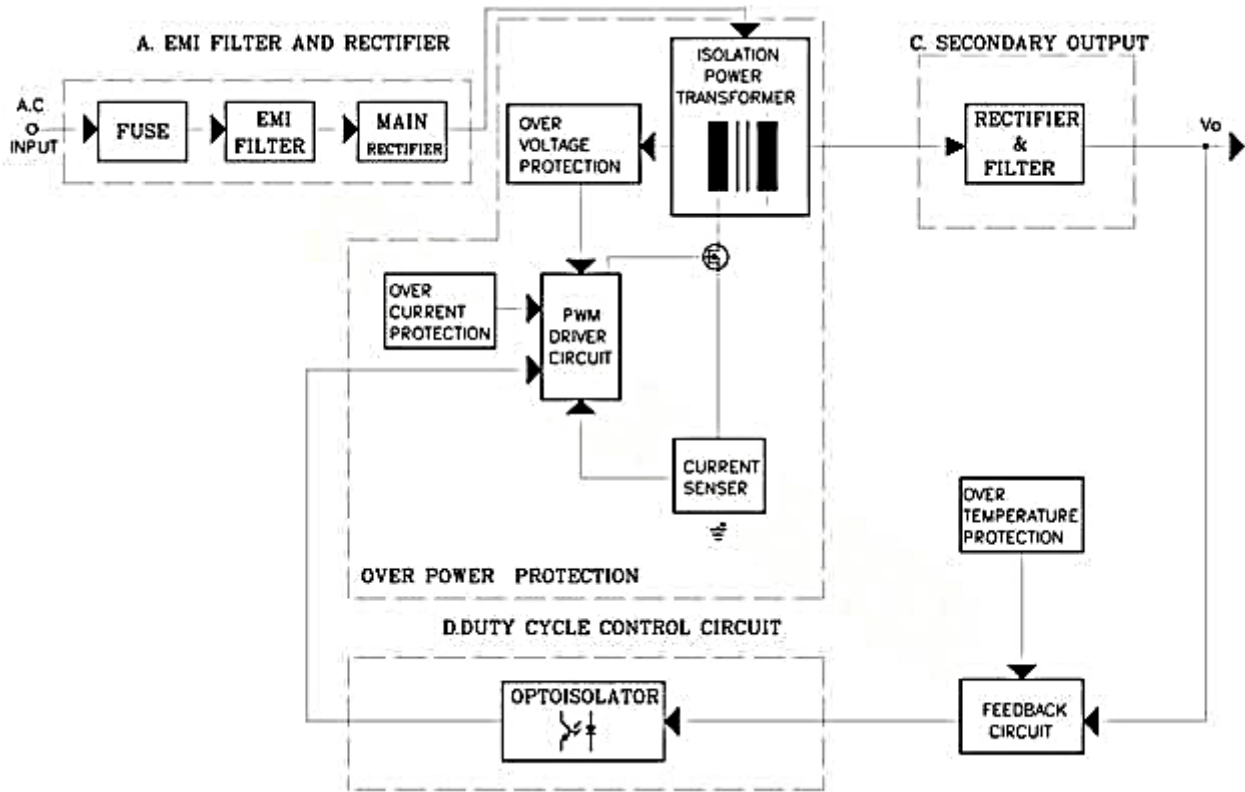 A. EMI FILTER AND RECTIFIER
A.C
INPUT
FUSE
EMI
FILTER
MAIN
RECTIFIER
OVER
VOLTAGE
PROTECTION
ISOLATION
POWER
TRANSFORMER
C. SECONDARY OUTPUT
RECTIFIER
&
FILTER
Vo
OVER
CURRENT
PROTECTION
PWM
DRIVER
CIRCUIT
CURRENT
SENSER
OVER
TEMPERATURE
PROTECTION
OVER POWER PROTECTION
D.DUTY CYCLE CONTROL CIRCUIT
OPTOISOLATOR
FEEDBACK
CIRCUIT